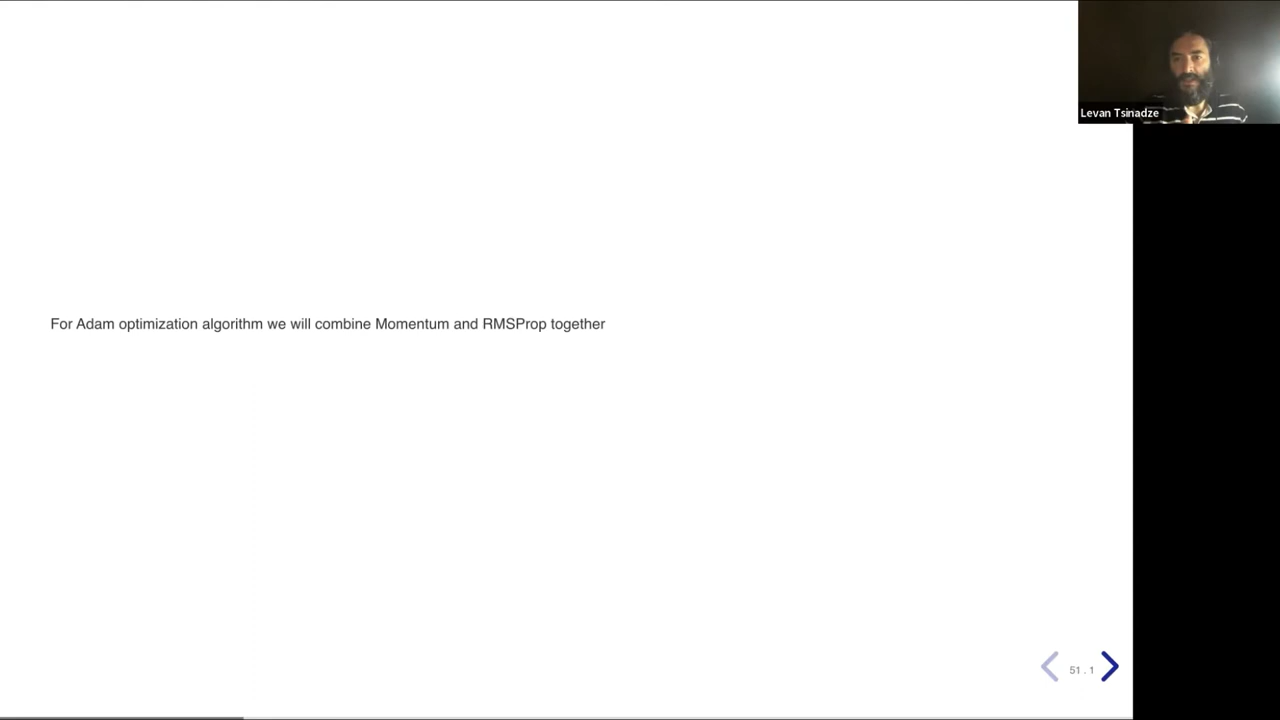 Levan Tsinadze
For Adam optimization algorithm we will combine Momentum and RMSProp together
51 . 1